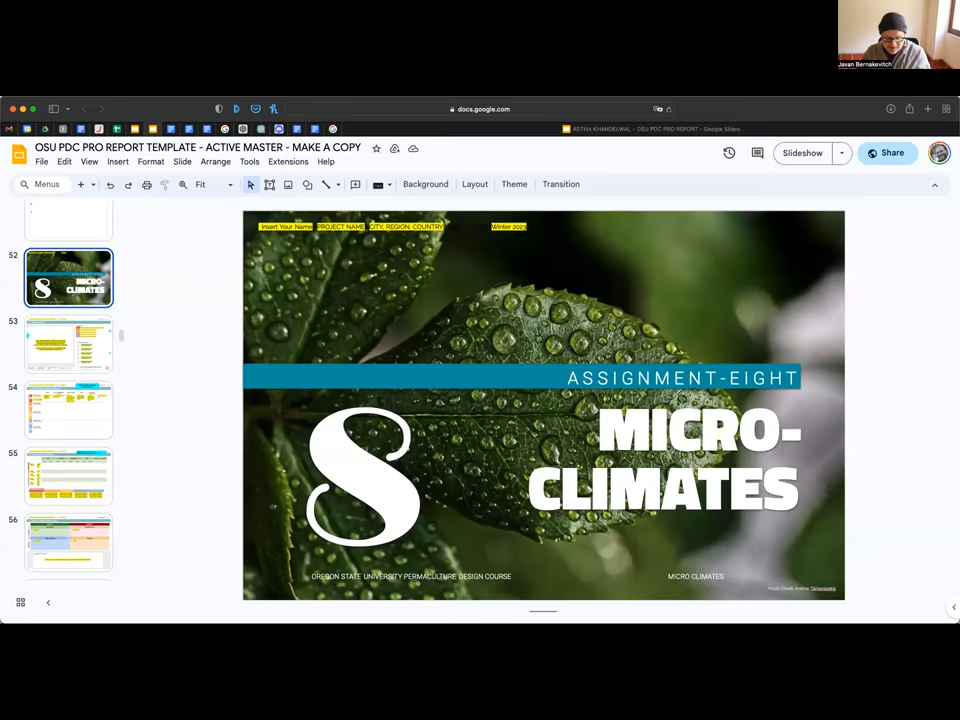 Javan Bernakevitch
docs.google.com
ASTHA KHANDELWAL - OSU PDC PRO REPORT - Google Slides
OSU PDC PRO REPORT TEMPLATE - ACTIVE MASTER - MAKE A COPY
File Edit View Insert Format Slide Arrange Tools Extensions Help
Slideshow
Share
Menus
Fit
Background
Layout
Theme
Transition
52
53
54
55
56
Insert Your Name PROJECT NAME, CITY, REGION, COUNTRY
Winter 2023
ASSIGNMENT-EIGHT
8
MICRO-
CLIMATES
OREGON STATE UNIVERSITY PERMACULTURE DESIGN COURSE
MICRO CLIMATES